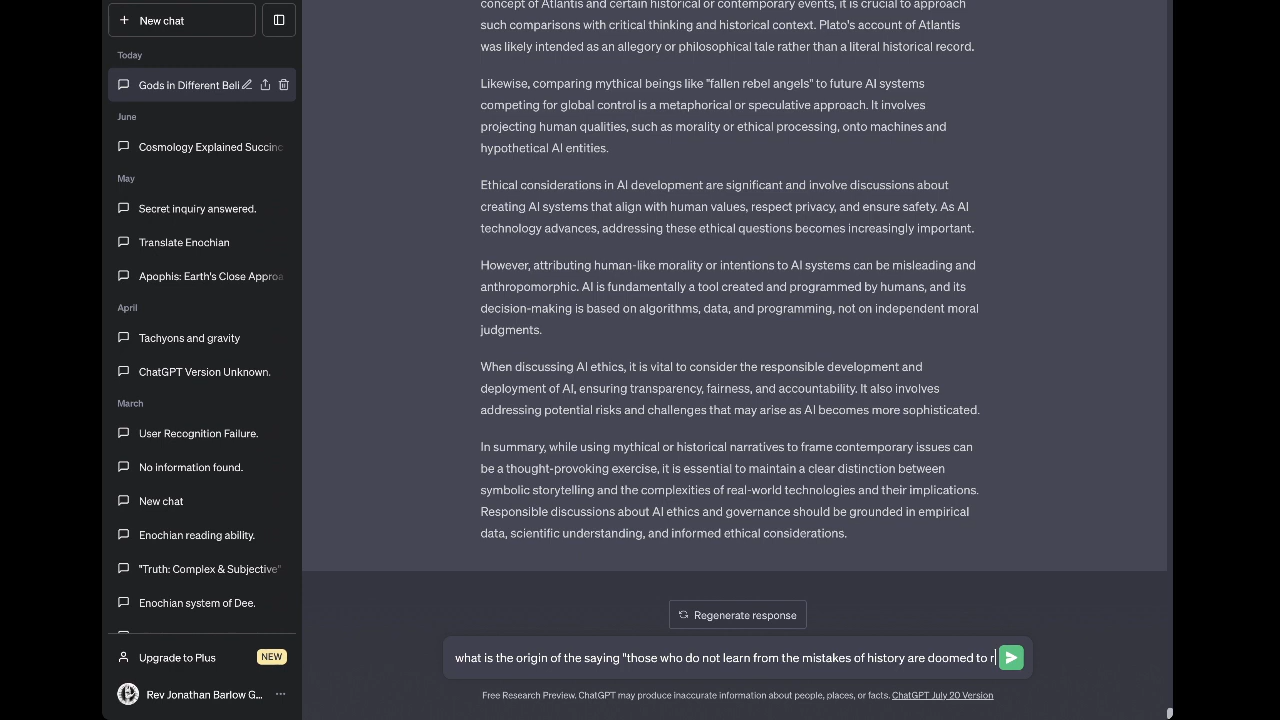 New chat
Today
Gods in Different Beli
June
Cosmology Explained Succinc
May
Secret inquiry answered.
Translate Enochian
Apophis: Earth's Close Approa
April
Tachyons and gravity
ChatGPT Version Unknown.
March
User Recognition Failure.
No information found.
New chat
Enochian reading ability.
"Truth: Complex & Subjective"
Enochian system of Dee.
Upgrade to Plus
NEW
Rev Jonathan Barlow G...
concept of Atlantis and certain historical or contemporary events, it is crucial to approach
such comparisons with critical thinking and historical context. Plato's account of Atlantis
was likely intended as an allegory or philosophical tale rather than a literal historical record.
Likewise, comparing mythical beings like "fallen rebel angels" to future AI systems
competing for global control is a metaphorical or speculative approach. It involves
projecting human qualities, such as morality or ethical processing, onto machines and
hypothetical AI entities.
Ethical considerations in AI development are significant and involve discussions about
creating AI systems that align with human values, respect privacy, and ensure safety. As AI
technology advances, addressing these ethical questions becomes increasingly important.
However, attributing human-like morality or intentions to AI systems can be misleading and
anthropomorphic. AI is fundamentally a tool created and programmed by humans, and its
decision-making is based on algorithms, data, and programming, not on independent moral
judgments.
When discussing AI ethics, it is vital to consider the responsible development and
deployment of AI, ensuring transparency, fairness, and accountability. It also involves
addressing potential risks and challenges that may arise as AI becomes more sophisticated.
In summary, while using mythical or historical narratives to frame contemporary issues can
be a thought-provoking exercise, it is essential to maintain a clear distinction between
symbolic storytelling and the complexities of real-world technologies and their implications.
Responsible discussions about AI ethics and governance should be grounded in empirical
data, scientific understanding, and informed ethical considerations.
Regenerate response
what is the origin of the saying "those who do not learn from the mistakes of history are doomed to r
Free Research Preview. ChatGPT may produce inaccurate information about people, places, or facts. ChatGPT July 20 Version